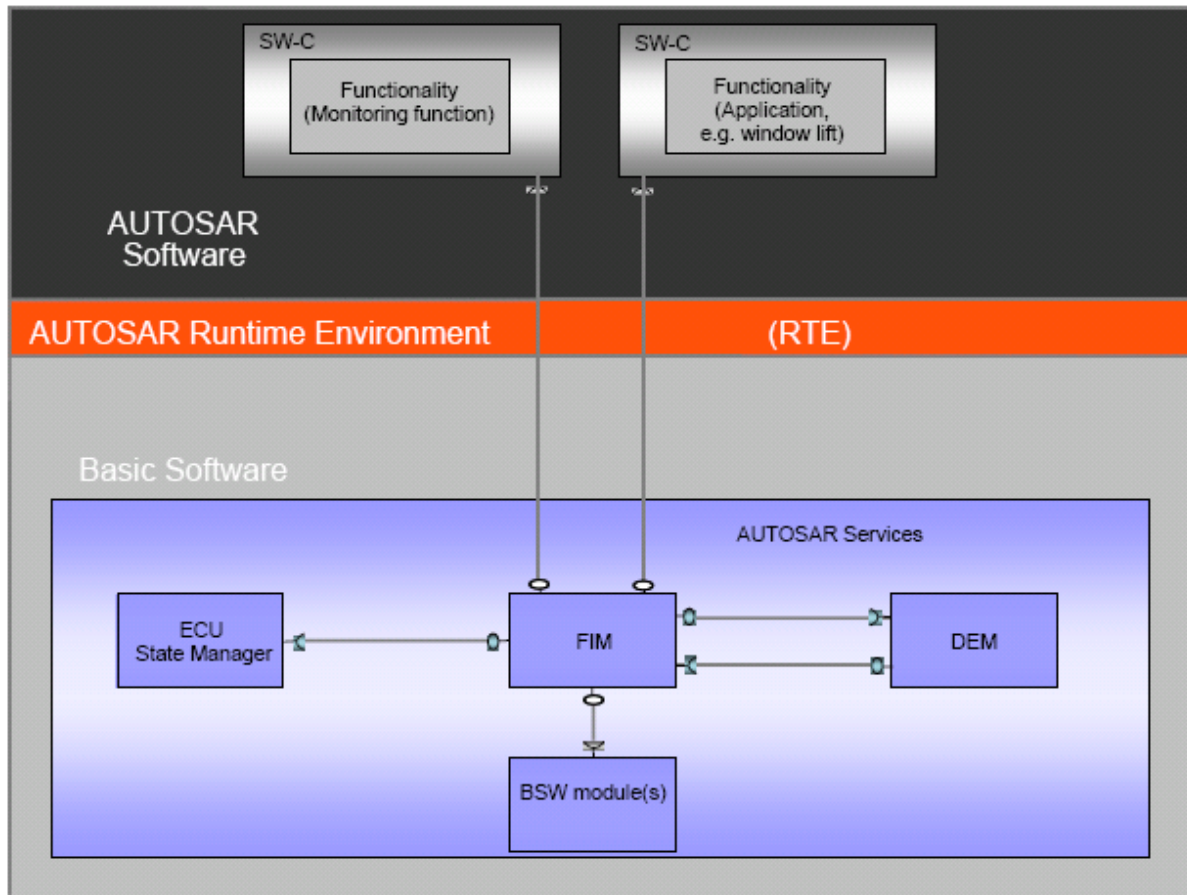 SW-C
Functionality
(Monitoring function)
SW-C
Functionality
(Application,
e.g. window lift)
AUTOSAR
Software
AUTOSAR Runtime Environment (RTE)
Basic Software
AUTOSAR Services
ECU
State Manager
FIM
DEM
BSW module(s)